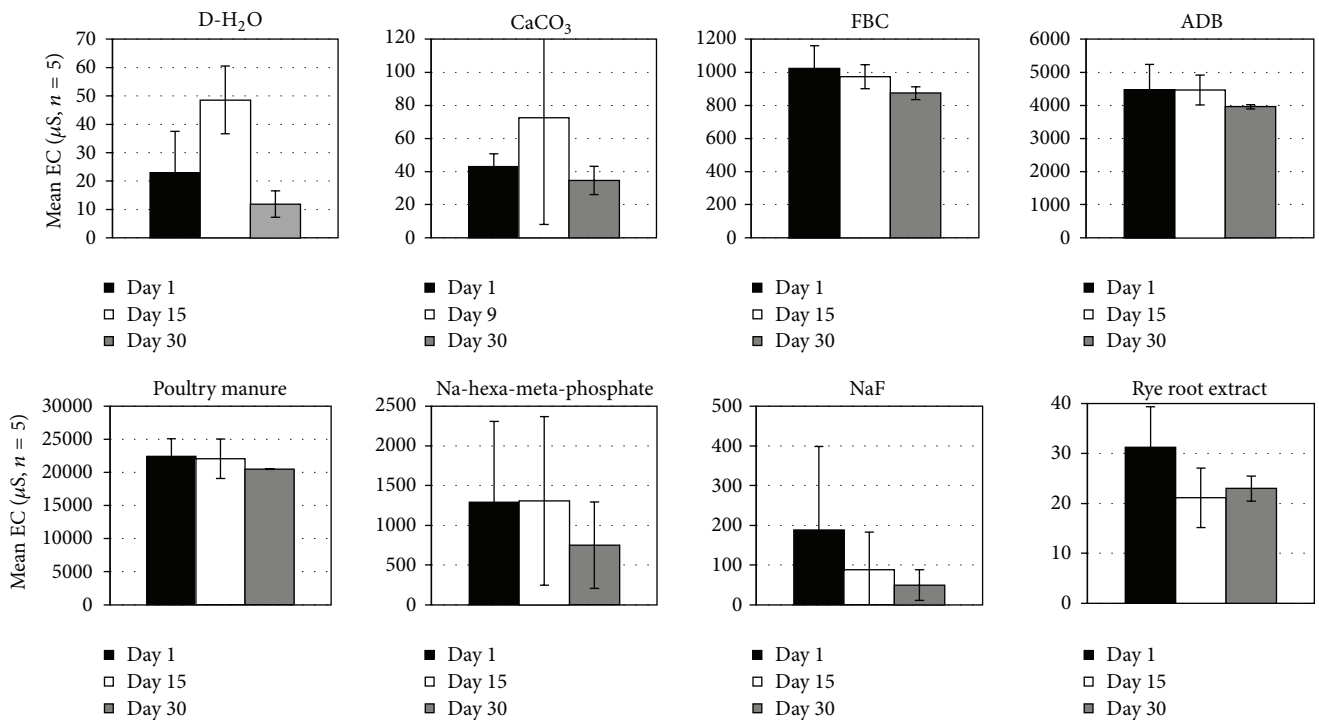 D-H₂O
Mean EC (μS, n = 5)
70
60
50
40
30
20
10
0
■ Day 1
□ Day 15
■ Day 30
CaCO₃
120
100
80
60
40
20
0
■ Day 1
□ Day 9
■ Day 30
FBC
1200
1000
800
600
400
200
0
■ Day 1
□ Day 15
■ Day 30
ADB
6000
5000
4000
3000
2000
1000
0
■ Day 1
□ Day 15
■ Day 30
Poultry manure
Mean EC (μS, n = 5)
30000
25000
20000
15000
10000
5000
0
■ Day 1
□ Day 15
■ Day 30
Na-hexa-meta-phosphate
2500
2000
1500
1000
500
0
■ Day 1
□ Day 15
■ Day 30
NaF
500
400
300
200
100
0
■ Day 1
□ Day 15
■ Day 30
Rye root extract
40
30
20
10
0
■ Day 1
□ Day 15
■ Day 30